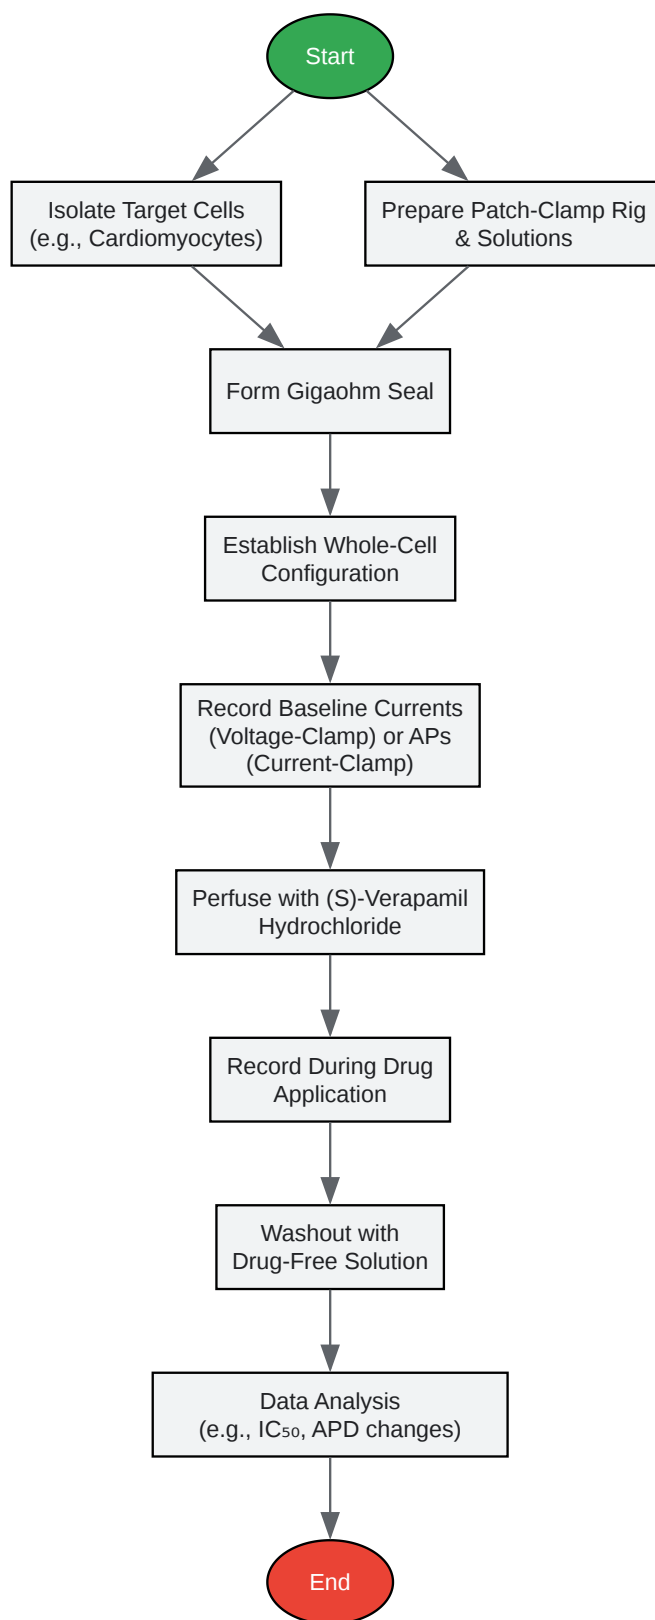 Start
Isolate Target Cells
(e.g., Cardiomyocytes)
Prepare Patch-Clamp Rig
& Solutions
Form Gigaohm Seal
Establish Whole-Cell
Configuration
Record Baseline Currents
(Voltage-Clamp) or APs
(Current-Clamp)
Perfuse with (S)-Verapamil
Hydrochloride
Record During Drug
Application
Washout with
Drug-Free Solution
Data Analysis
(e.g., IC₅₀, APD changes)
End